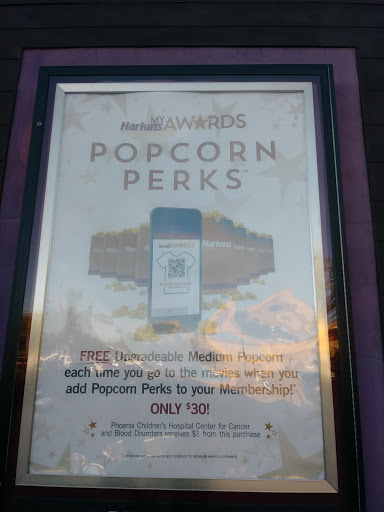 MY
Harkins AWARDS
POPCORN
PERKS™
Harkins
AWARDS
FREE Upgradeable Medium Popcorn
each time you go to the movies when you
add Popcorn Perks to your Membership!*
ONLY $30!
Phoenix Children's Hospital Center for Cancer
and Blood Disorders receives $1 from this purchase